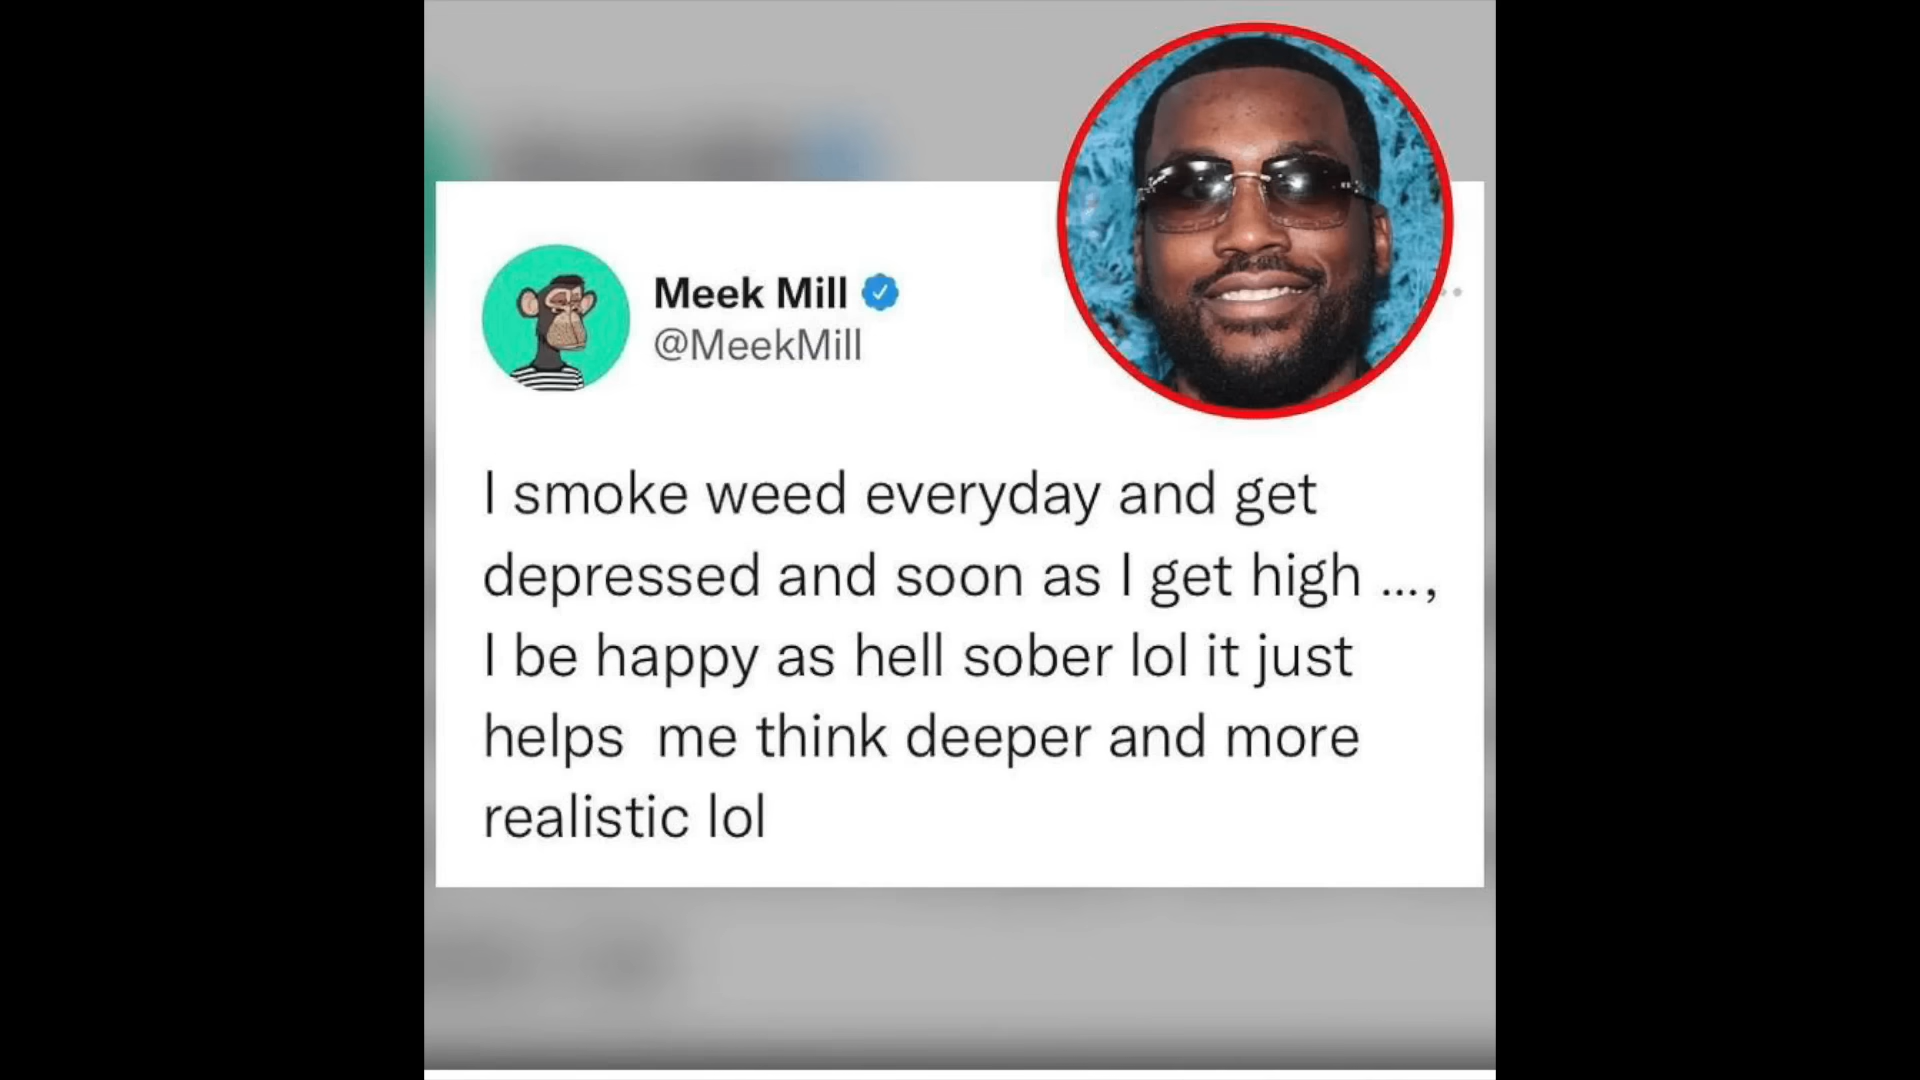 Meek Mill
@MeekMill
I smoke weed everyday and get
depressed and soon as I get high ...,
I be happy as hell sober lol it just
helps  me think deeper and more
realistic lol